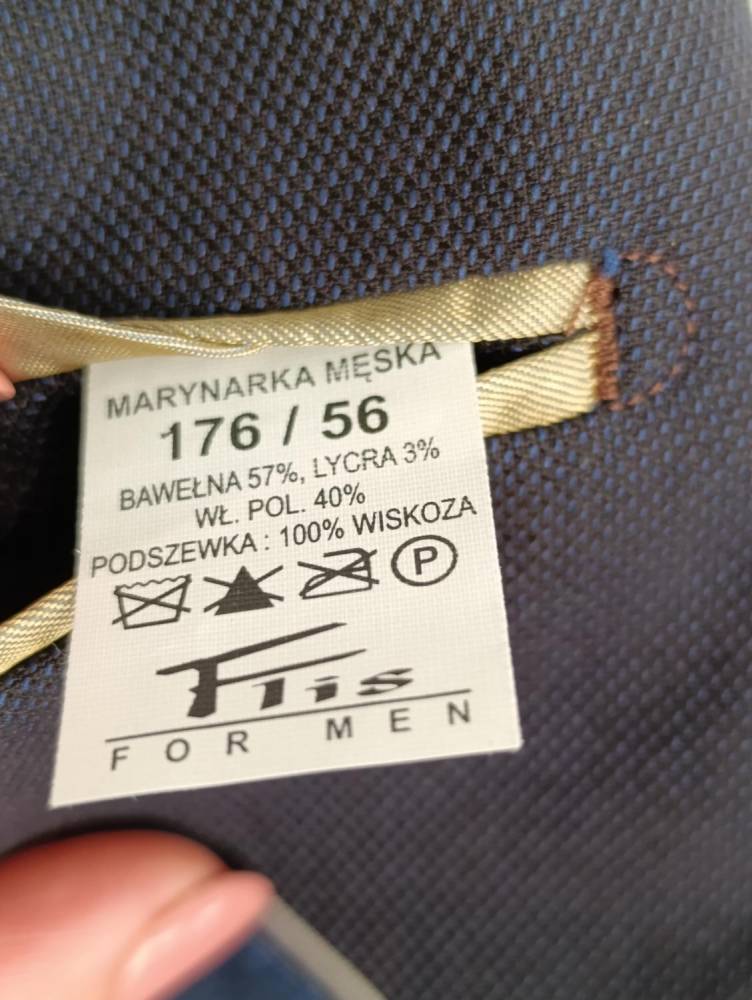 MARYNARKA MĘSKA
176 / 56
BAWEŁNA 57%, LYCRA 3%
WŁ. POL. 40%
PODSZEWKA : 100% WISKOZA
P
Flis
FOR MEN